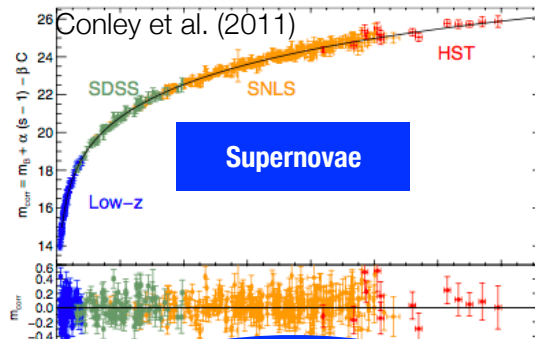 Conley et al. (2011)
26
24
22
20
18
16
14
m_corr = m_B + α (s − 1) − β C
SDSS
SNLS
HST
Supernovae
Low-z
0.6
0.4
0.2
0.0
-0.2
-0.4
m_corr